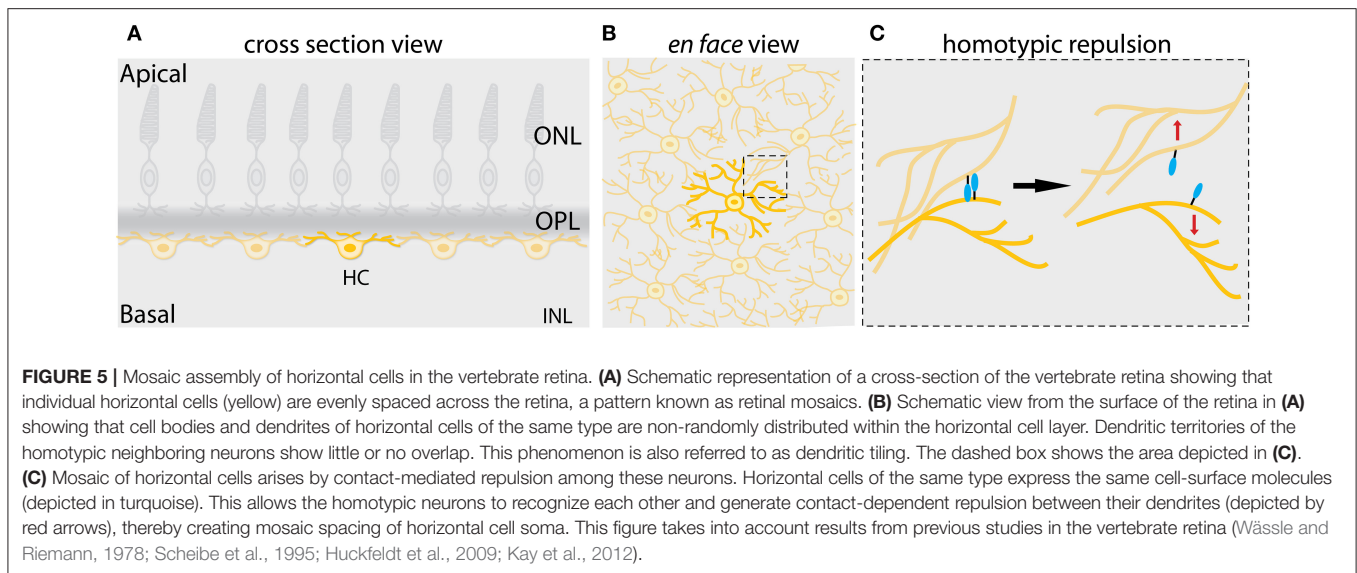 A cross section view
B en face view
C homotypic repulsion
Apical
ONL
OPL
HC
Basal
INL
FIGURE 5 | Mosaic assembly of horizontal cells in the vertebrate retina. (A) Schematic representation of a cross-section of the vertebrate retina showing that
individual horizontal cells (yellow) are evenly spaced across the retina, a pattern known as retinal mosaics. (B) Schematic view from the surface of the retina in (A)
showing that cell bodies and dendrites of horizontal cells of the same type are non-randomly distributed within the horizontal cell layer. Dendritic territories of the
homotypic neighboring neurons show little or no overlap. This phenomenon is also referred to as dendritic tiling. The dashed box shows the area depicted in (C).
(C) Mosaic of horizontal cells arises by contact-mediated repulsion among these neurons. Horizontal cells of the same type express the same cell-surface molecules
(depicted in turquoise). This allows the homotypic neurons to recognize each other and generate contact-dependent repulsion between their dendrites (depicted by
red arrows), thereby creating mosaic spacing of horizontal cell soma. This figure takes into account results from previous studies in the vertebrate retina (Wässle and
Riemann, 1978; Scheibe et al., 1995; Huckfeldt et al., 2009; Kay et al., 2012).